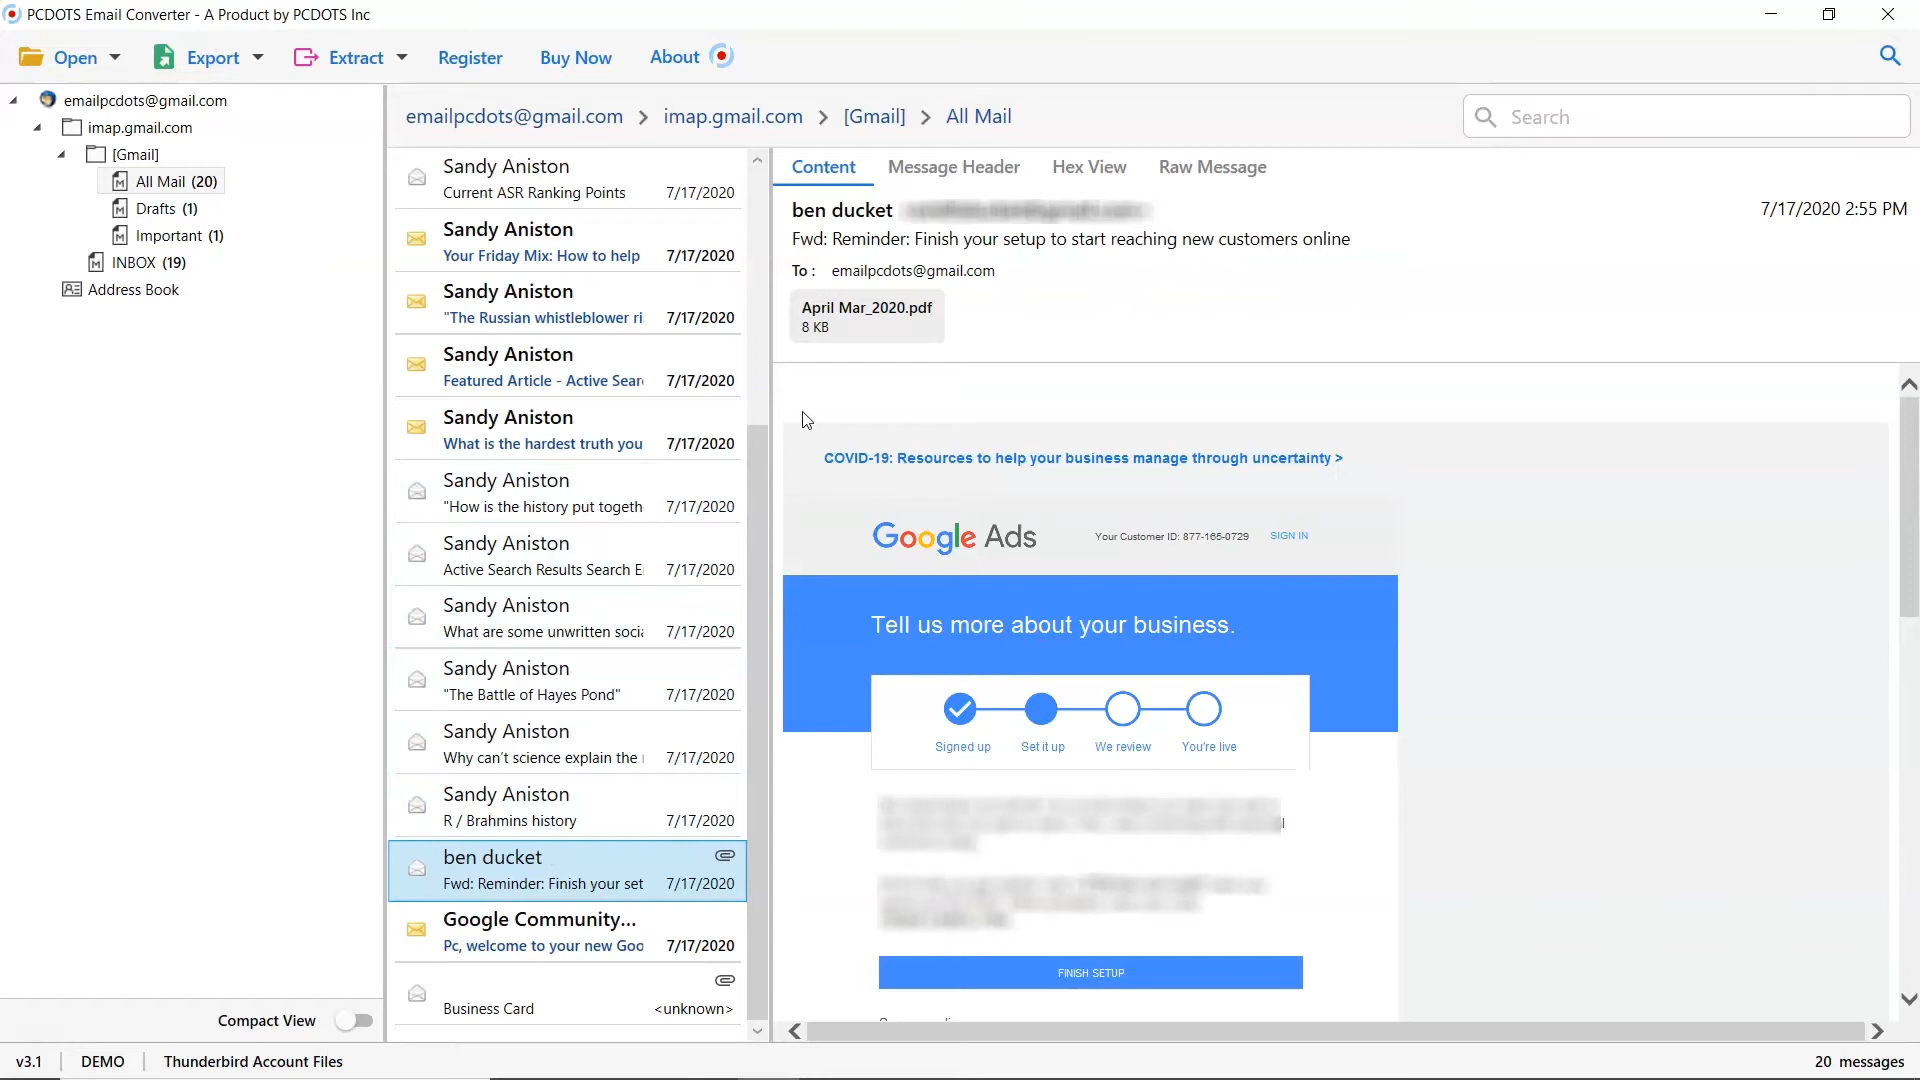 PCDOTS Email Converter - A Product by PCDOTS Inc
Open
Export
Extract
Register
Buy Now
About
emailpcdots@gmail.com
imap.gmail.com
[Gmail]
All Mail (20)
Drafts (1)
Important (1)
INBOX (19)
Address Book
Compact View
emailpcdots@gmail.com > imap.gmail.com > [Gmail] > All Mail
Search
Sandy Aniston
Current ASR Ranking Points 7/17/2020
Sandy Aniston
Your Friday Mix: How to help 7/17/2020
Sandy Aniston
"The Russian whistleblower ri 7/17/2020
Sandy Aniston
Featured Article - Active Sear 7/17/2020
Sandy Aniston
What is the hardest truth you 7/17/2020
Sandy Aniston
"How is the history put togeth 7/17/2020
Sandy Aniston
Active Search Results Search E 7/17/2020
Sandy Aniston
What are some unwritten socia 7/17/2020
Sandy Aniston
"The Battle of Hayes Pond" 7/17/2020
Sandy Aniston
Why can't science explain the 7/17/2020
Sandy Aniston
R / Brahmins history 7/17/2020
ben ducket
Fwd: Reminder: Finish your set 7/17/2020
Google Community...
Pc, welcome to your new Goo 7/17/2020
Business Card <unknown>
Content
Message Header
Hex View
Raw Message
ben ducket
7/17/2020 2:55 PM
Fwd: Reminder: Finish your setup to start reaching new customers online
To : emailpcdots@gmail.com
April Mar_2020.pdf
8 KB
COVID-19: Resources to help your business manage through uncertainty >
Google Ads
Your Customer ID: 877-165-0729
SIGN IN
Tell us more about your business.
Signed up
Set it up
We review
You're live
FINISH SETUP
v3.1
DEMO
Thunderbird Account Files
20 messages